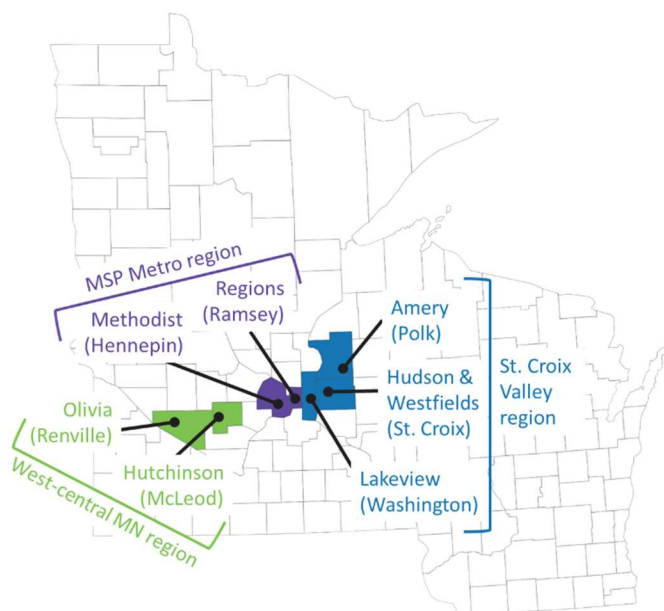 MSP Metro region
Regions
(Ramsey)
Methodist
(Hennepin)
Amery
(Polk)
Hudson &
Westfields
(St. Croix)
Lakeview
(Washington)
St. Croix
Valley
region
Olivia
(Renville)
Hutchinson
(McLeod)
West-central MN region